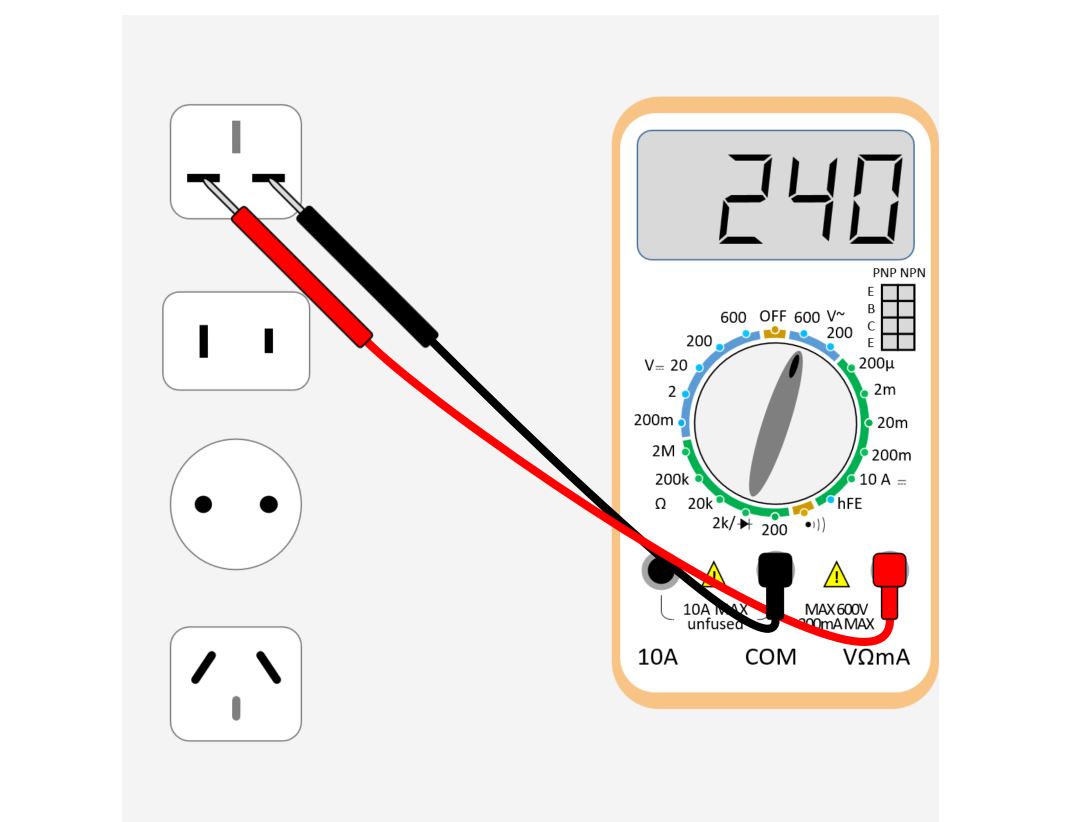 240
PNP NPN
E
B
C
E
600 OFF 600 V~
200 200
V⎓ 20 200µ
2 2m
200m 20m
2M 200m
200k 10 A ⎓
Ω 20k hFE
2k/ 200 •)))
10A MAX
unfused
MAX 600V
200mA MAX
10A COM VΩmA